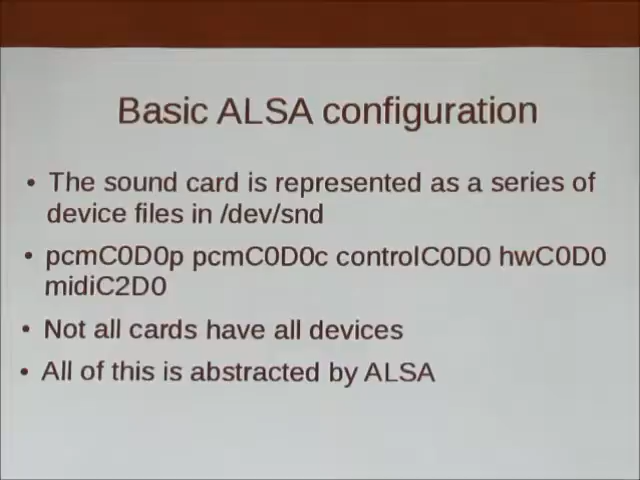 Basic ALSA configuration
• The sound card is represented as a series of
device files in /dev/snd
• pcmC0D0p pcmC0D0c controlC0D0 hwC0D0
midiC2D0
• Not all cards have all devices
• All of this is abstracted by ALSA